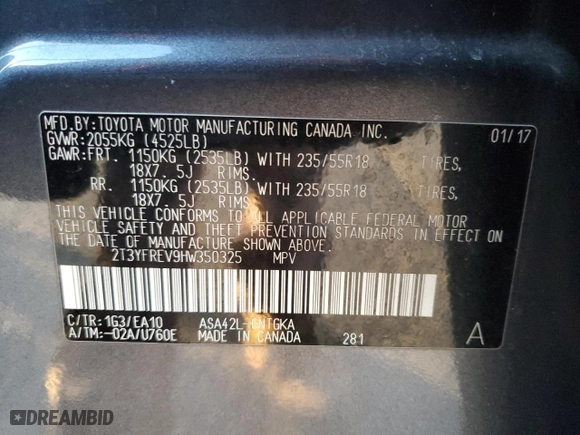 MFD.BY:TOYOTA MOTOR MANUFACTURING CANADA INC. 01/17
GVWR:2055KG (4525LB)
GAWR:FRT. 1150KG (2535LB) WITH 235/55R18 TIRES,
18X7.5J RIMS.
RR. 1150KG (2535LB) WITH 235/55R18 TIRES,
18X7.5J RIMS.
THIS VEHICLE CONFORMS TO ALL APPLICABLE FEDERAL MOTOR
VEHICLE SAFETY AND THEFT PREVENTION STANDARDS IN EFFECT ON
THE DATE OF MANUFACTURE SHOWN ABOVE.
2T3YFREV9HW350325 MPV
C/TR:1G3/EA10 ASA42L-CNTGKA
A/TM:-02A/U760E MADE IN CANADA 281 A
DREAMBID